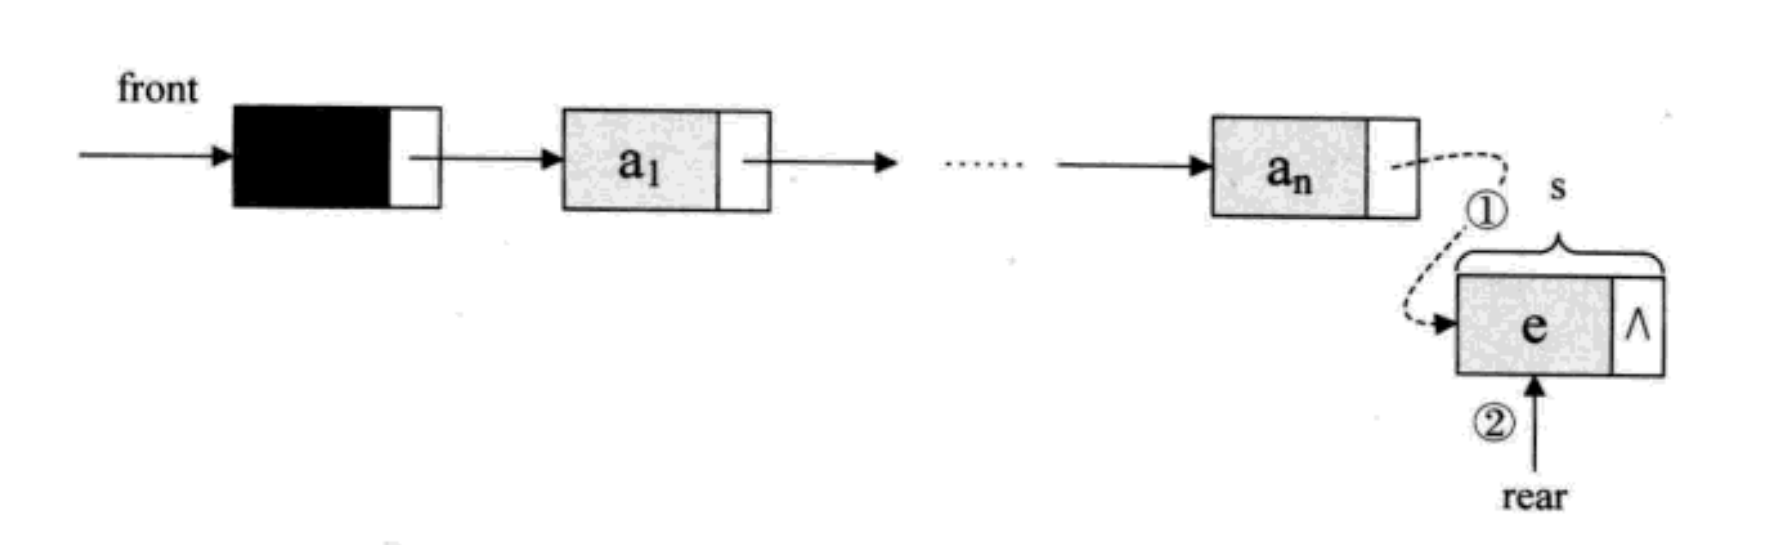 front
a₁ ...... aₙ
①
s
e ∧
②
rear